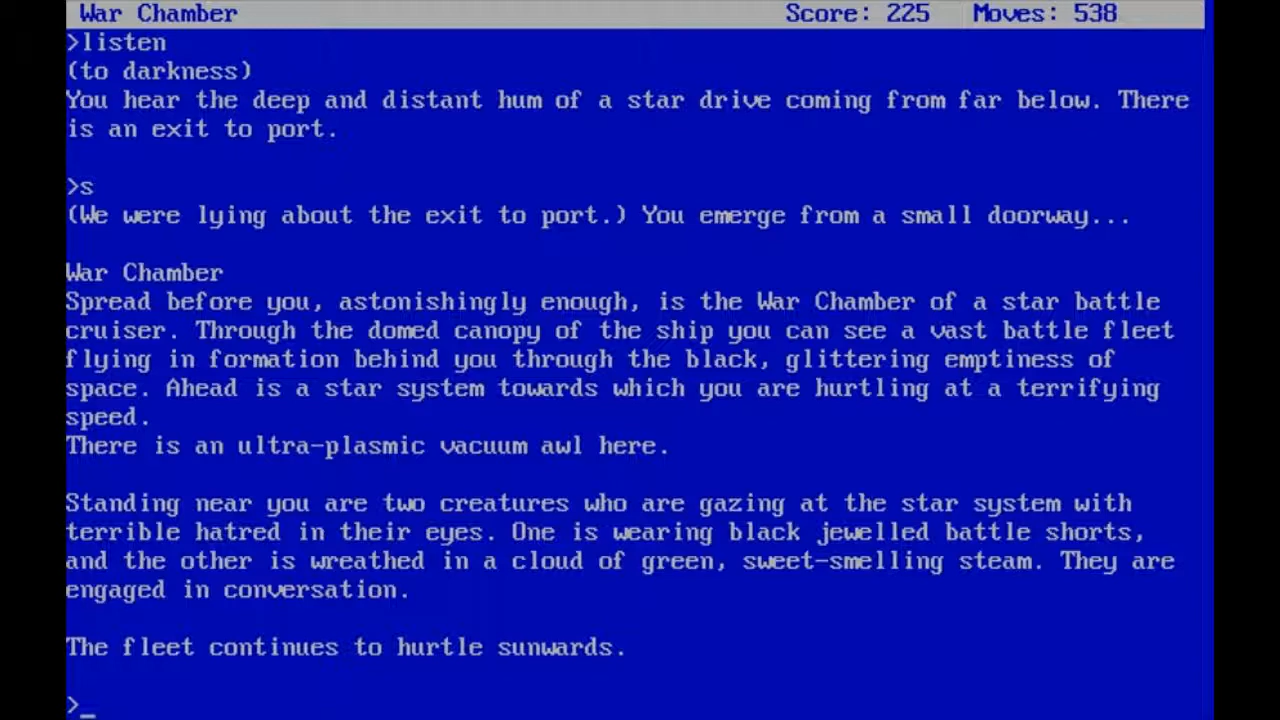 War Chamber Score: 225 Moves: 538
>listen
(to darkness)
You hear the deep and distant hum of a star drive coming from far below. There
is an exit to port.
>s
(We were lying about the exit to port.) You emerge from a small doorway...
War Chamber
Spread before you, astonishingly enough, is the War Chamber of a star battle
cruiser. Through the domed canopy of the ship you can see a vast battle fleet
flying in formation behind you through the black, glittering emptiness of
space. Ahead is a star system towards which you are hurtling at a terrifying
speed.
There is an ultra-plasmic vacuum awl here.
Standing near you are two creatures who are gazing at the star system with
terrible hatred in their eyes. One is wearing black jewelled battle shorts,
and the other is wreathed in a cloud of green, sweet-smelling steam. They are
engaged in conversation.
The fleet continues to hurtle sunwards.
>_